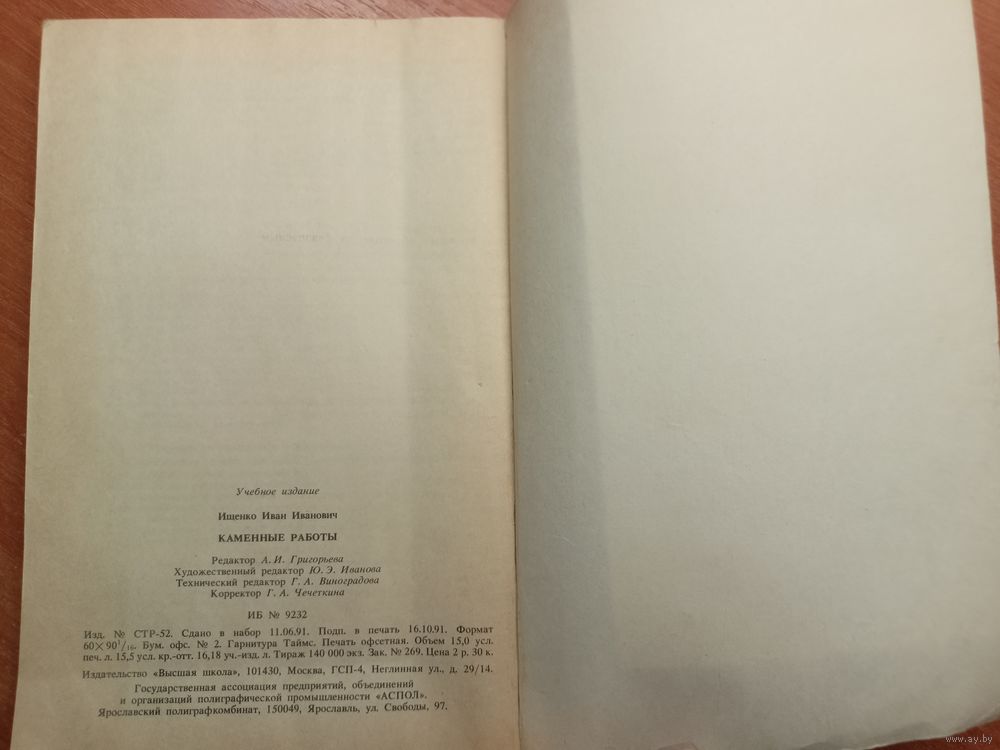 Учебное издание
Ищенко Иван Иванович
КАМЕННЫЕ РАБОТЫ
Редактор А. И. Григорьева
Художественный редактор Ю. Э. Иванова
Технический редактор Г. А. Виноградова
Корректор Г. А. Чечеткина
ИБ № 9232
Изд. № СТР-52. Сдано в набор 11.06.91. Подп. в печать 16.10.91. Формат
60×90¹/₁₆. Бум. офс. № 2. Гарнитура Таймс. Печать офсетная. Объем 15,0 усл.
печ. л. 15,5 усл. кр.-отт. 16,18 уч.-изд. л. Тираж 140 000 экз. Зак. № 269. Цена 2 р. 30 к.
Издательство «Высшая школа», 101430, Москва, ГСП-4, Неглинная ул., д. 29/14.
Государственная ассоциация предприятий, объединений
и организаций полиграфической промышленности «АСПОЛ».
Ярославский полиграфкомбинат, 150049, Ярославль, ул. Свободы, 97.
www.ay.by